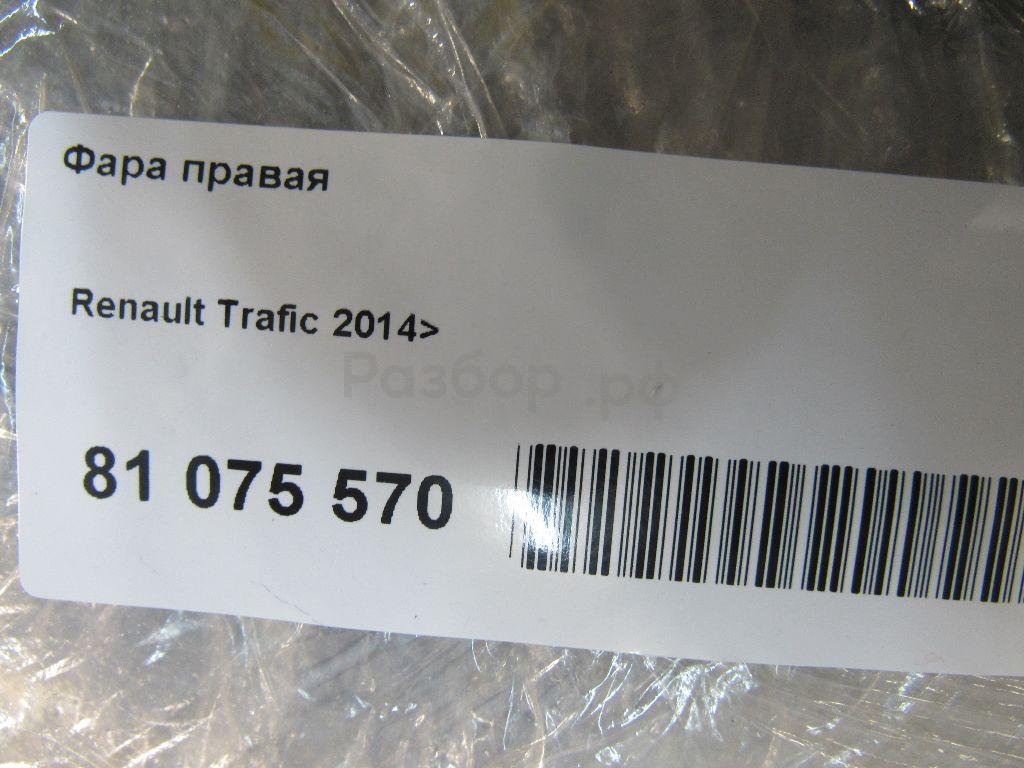 Фара правая
Renault Trafic 2014>
Разбор.рф
81 075 570